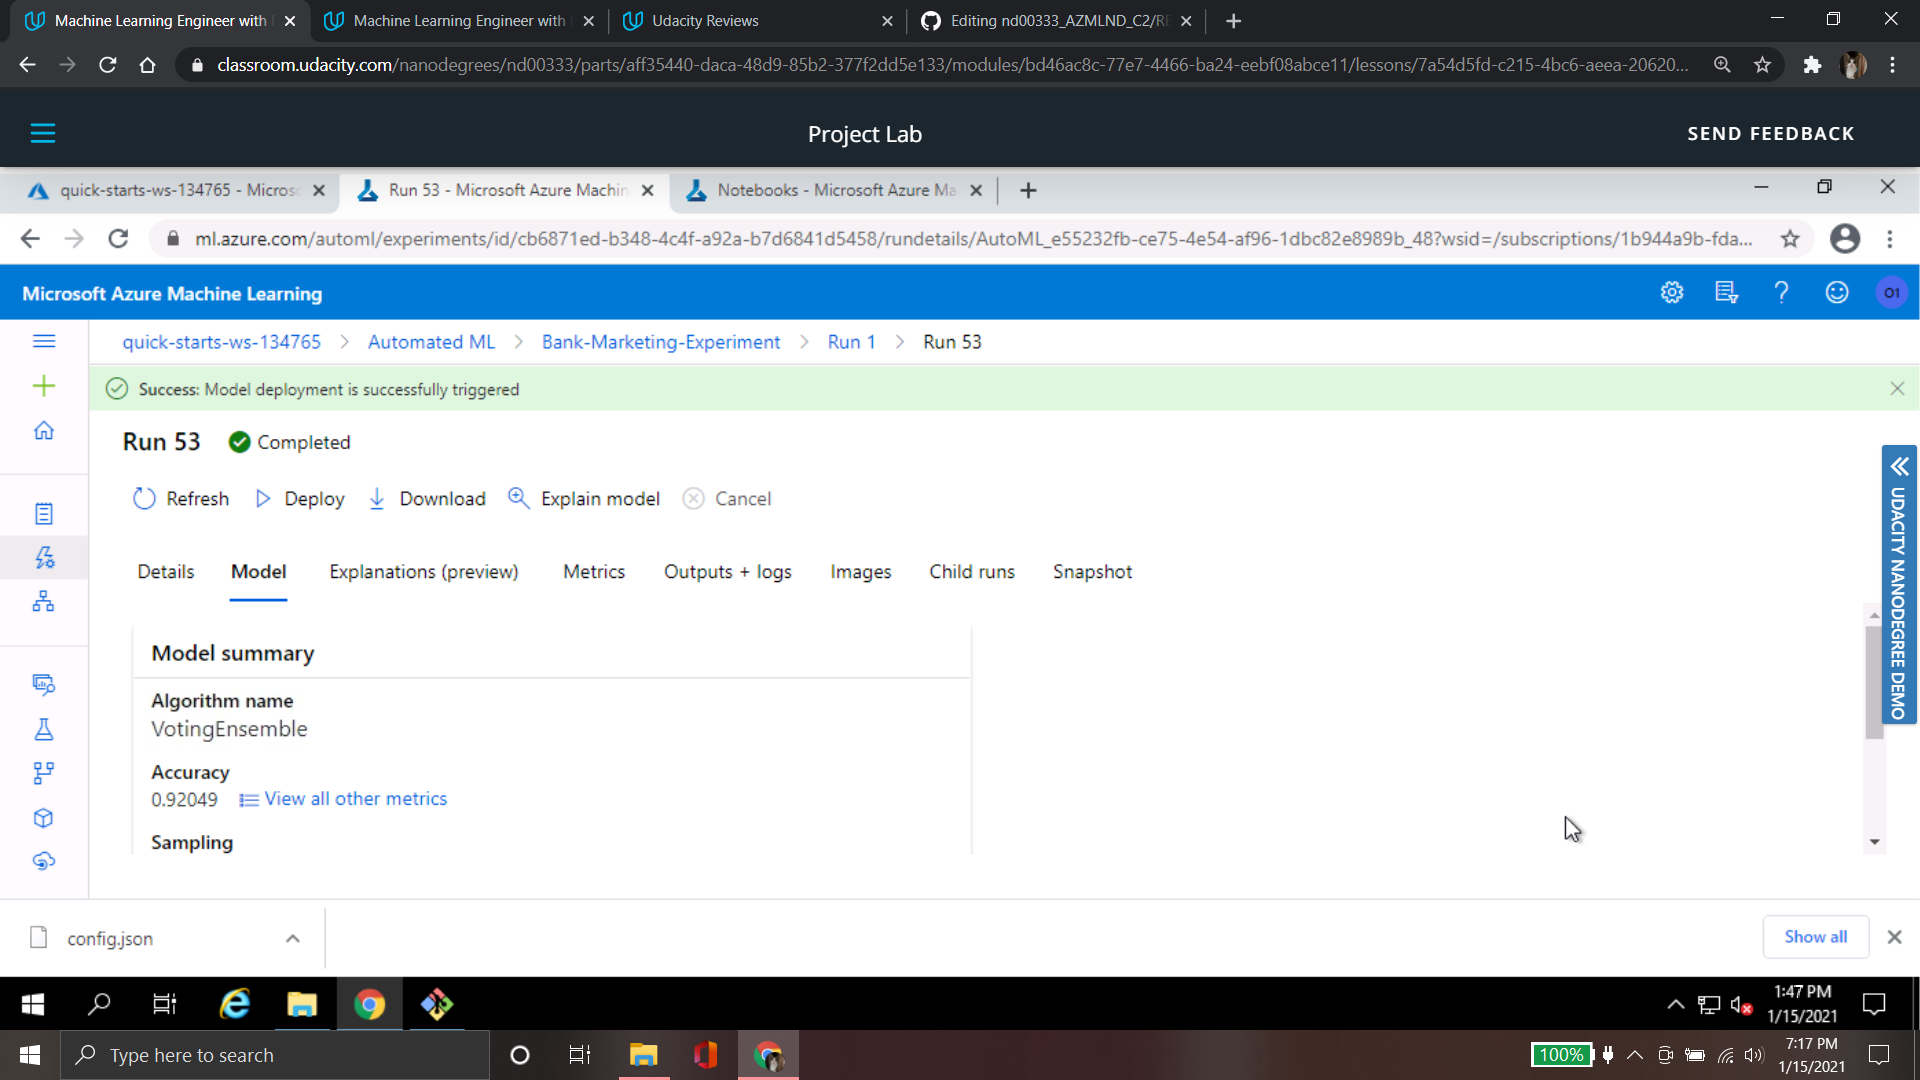 Machine Learning Engineer with
Machine Learning Engineer with
Udacity Reviews
Editing nd00333_AZMLND_C2/RE
classroom.udacity.com/nanodegrees/nd00333/parts/aff35440-daca-48d9-85b2-377f2dd5e133/modules/bd46ac8c-77e7-4466-ba24-eebf08abce11/lessons/7a54d5fd-c215-4bc6-aeea-20620...
Project Lab
SEND FEEDBACK
quick-starts-ws-134765 - Micros
Run 53 - Microsoft Azure Machin
Notebooks - Microsoft Azure Ma
ml.azure.com/automl/experiments/id/cb6871ed-b348-4c4f-a92a-b7d6841d5458/rundetails/AutoML_e55232fb-ce75-4e54-af96-1dbc82e8989b_48?wsid=/subscriptions/1b944a9b-fda...
Microsoft Azure Machine Learning
O1
quick-starts-ws-134765 > Automated ML > Bank-Marketing-Experiment > Run 1 > Run 53
Success: Model deployment is successfully triggered
Run 53 Completed
Refresh Deploy Download Explain model Cancel
Details Model Explanations (preview) Metrics Outputs + logs Images Child runs Snapshot
UDACITY NANODEGREE DEMO
Model summary
Algorithm name
VotingEnsemble
Accuracy
0.92049 View all other metrics
Sampling
config.json
Show all
1:47 PM
1/15/2021
Type here to search
100%
7:17 PM
1/15/2021